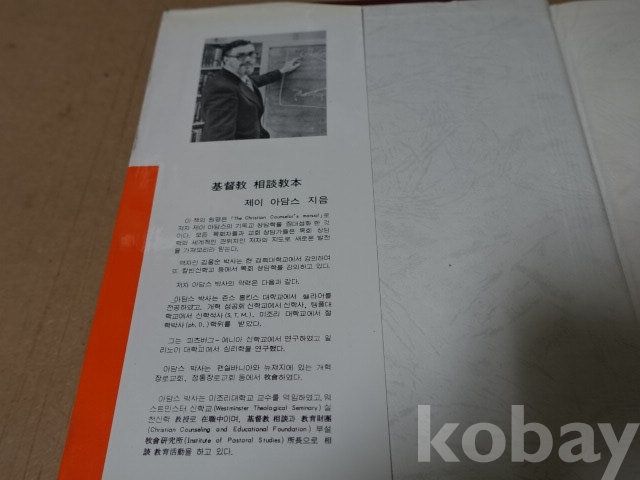 基督教 相談教本
제이 아담스 지음
이 책의 원명은 「The Christian Counselor's manual」로
저자 제이 아담스의 기독교 상담학을 집대성화 한 것
이다. 모든 목회자들과 교회 상담가들은 목회 상담
학의 세계적인 권위자인 저자의 지도로 새로운 발전
을 가져오리라 믿는다.
역자인 김용순 박사는 현 감회대학교에서 강의하며
또 칼빈신학교 등에서 목회 상담학을 강의하고 있다.
저자 아담스 박사의 약력은 다음과 같다.
아담스 박사는 죤스 홉킨스 대학교에서 헬라어를
전공하였고, 개혁 성공회 신학교에서 신학사, 템플대
학교에서 신학석사(S.T.M.), 미조리 대학교에서 철
학박사(ph.D.)학위를 받았다.
그는 피츠버그-제니아 신학교에서 연구하였고 일
리노이 대학교에서 심리학을 연구했다.
아담스 박사는 펜실바니아와 뉴저지에 있는 개혁
장로교회, 정통장로교회 등에서 牧會하였다.
아담스 박사는 미조리대학교 교수를 역임하였고, 웨
스트민스터 신학교(Westminster Theological Seminary) 실
천신학 教授로 在職中이며, 基督教 相談과 教育財團
(Christian Counseling and Educational Foundation) 부설
牧會硏究所(Institute of Pastoral Studies) 所長으로 相
談 教育活動을 하고 있다.
kobay